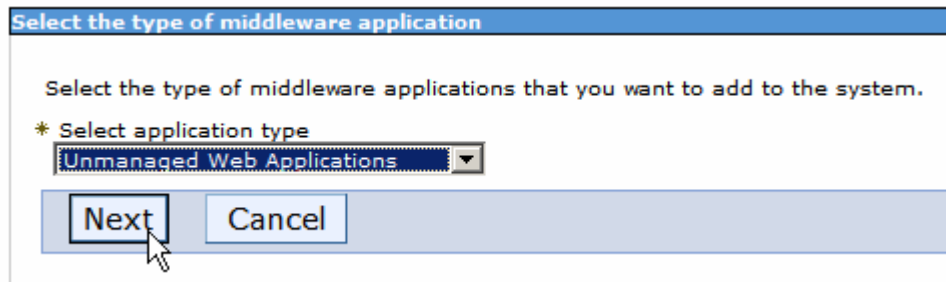 Select the type of middleware application
Select the type of middleware applications that you want to add to the system.
* Select application type
Unmanaged Web Applications
Next Cancel